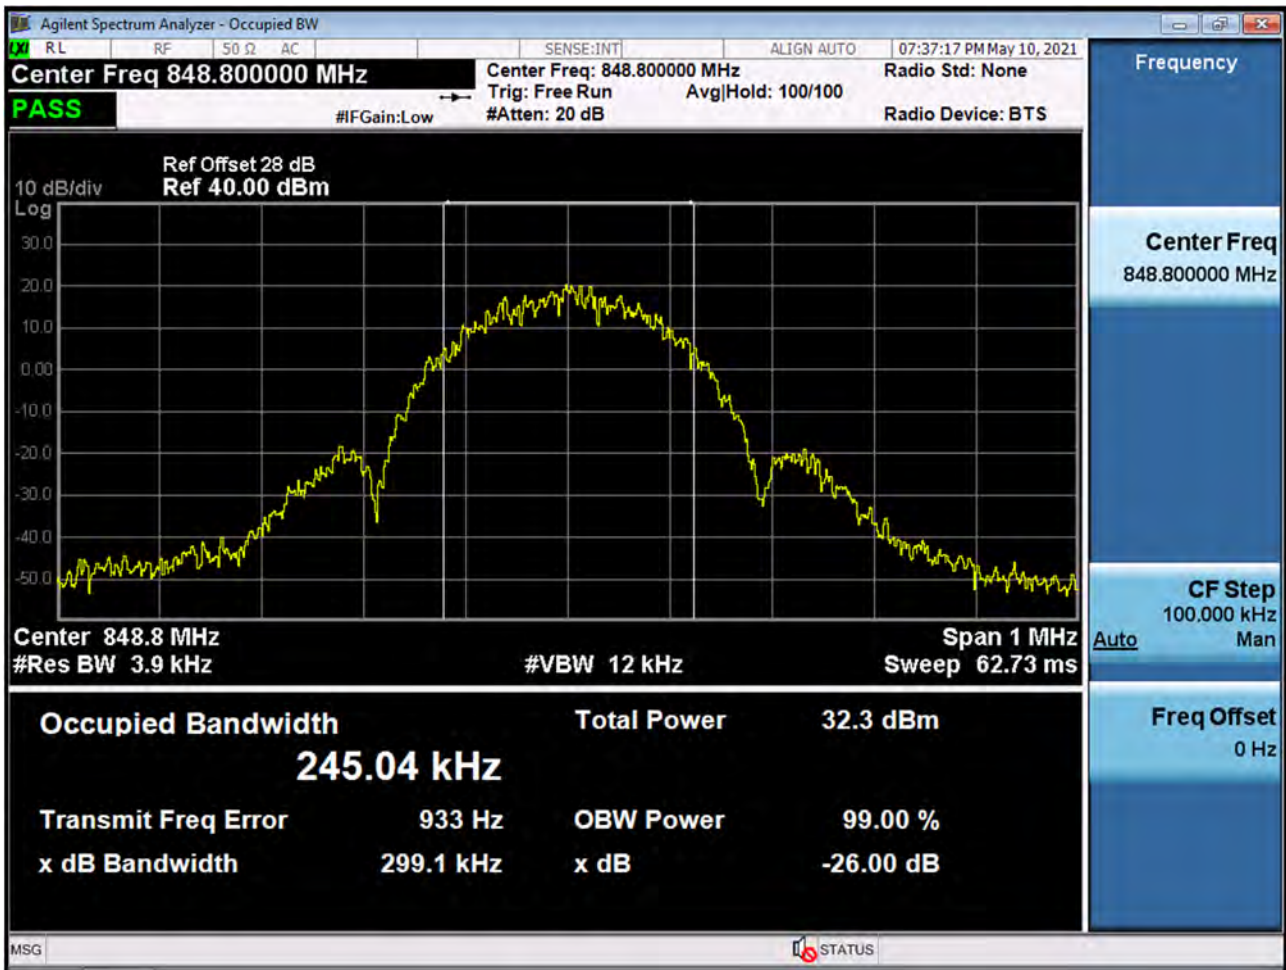 Agilent Spectrum Analyzer - Occupied BW
LXI RL RF 50 Ω AC SENSE:INT ALIGN AUTO 07:37:17 PM May 10, 2021
Center Freq 848.800000 MHz
Center Freq: 848.800000 MHz Radio Std: None
Trig: Free Run Avg|Hold: 100/100
PASS
#IFGain:Low #Atten: 20 dB Radio Device: BTS
Ref Offset 28 dB
10 dB/div Ref 40.00 dBm
Log
30.0
20.0
10.0
0.00
-10.0
-20.0
-30.0
-40.0
-50.0
Center 848.8 MHz Span 1 MHz
#Res BW 3.9 kHz #VBW 12 kHz Sweep 62.73 ms
Occupied Bandwidth Total Power 32.3 dBm
245.04 kHz
Transmit Freq Error 933 Hz OBW Power 99.00 %
x dB Bandwidth 299.1 kHz x dB -26.00 dB
Frequency
Center Freq
848.800000 MHz
CF Step
100.000 kHz
Auto Man
Freq Offset
0 Hz
MSG STATUS